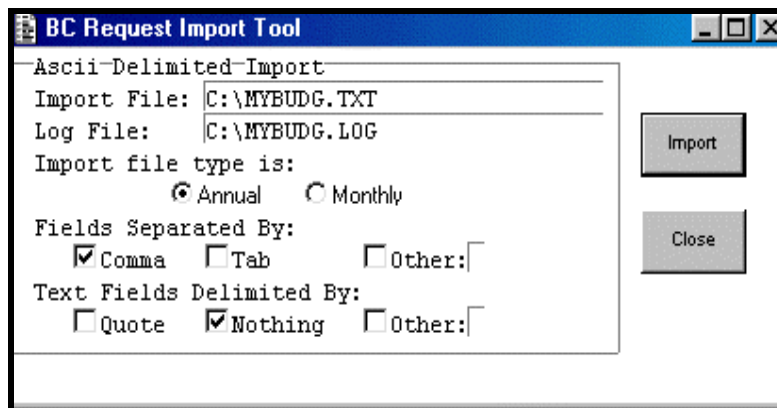 BC Request Import Tool
Ascii Delimited Import
Import File: C:\MYBUDG.TXT
Log File: C:\MYBUDG.LOG
Import
Import file type is:
Annual Monthly
Fields Separated By:
Close
Comma Tab Other:
Text Fields Delimited By:
Quote Nothing Other: